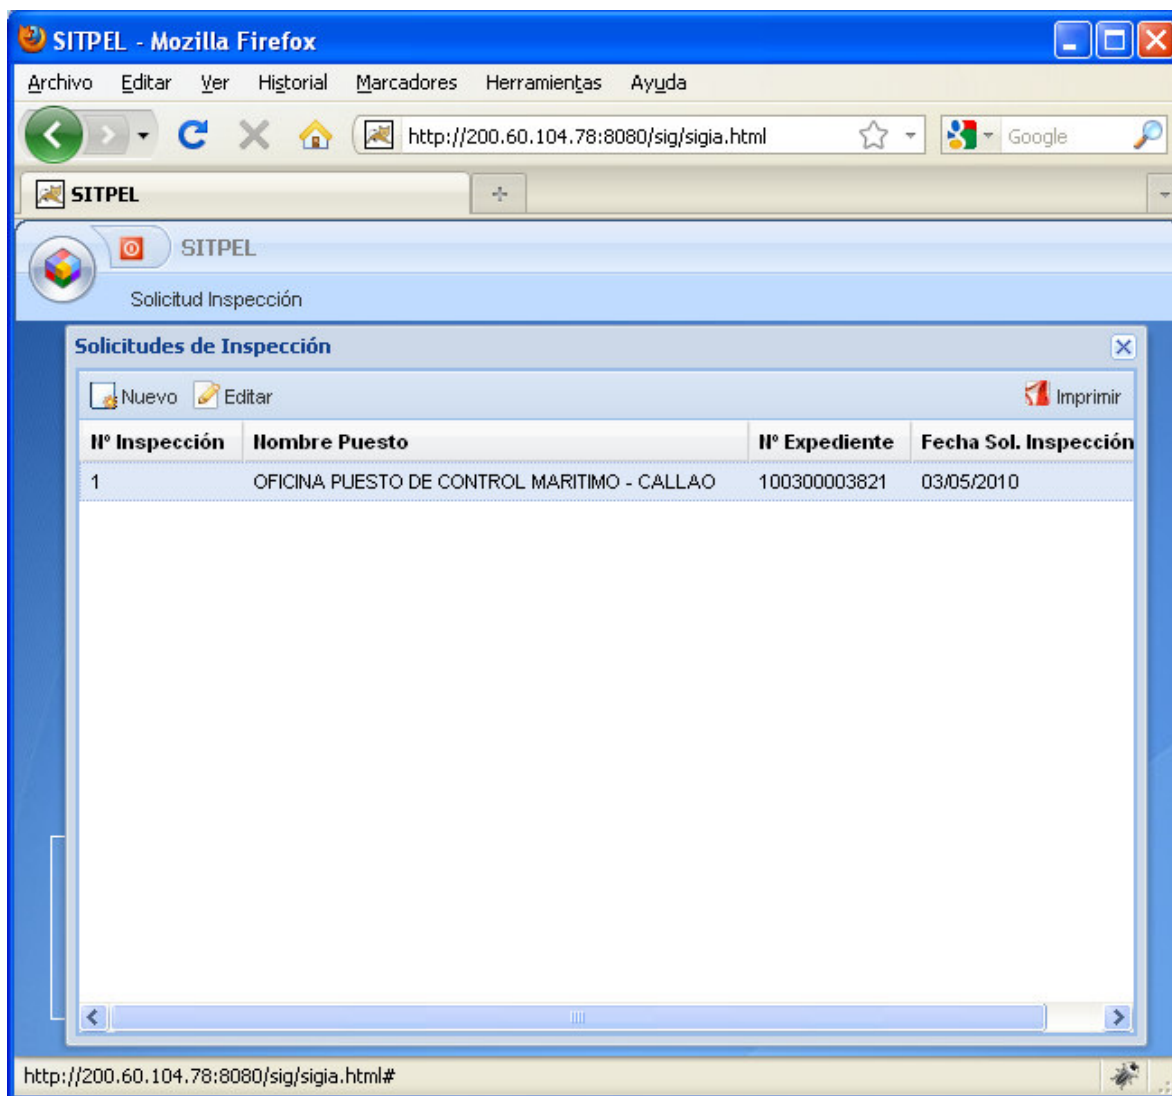 SITPEL - Mozilla Firefox
Archivo Editar Ver Historial Marcadores Herramientas Ayuda
http://200.60.104.78:8080/sig/sigia.html Google
SITPEL
SITPEL
Solicitud Inspección
Solicitudes de Inspección
Nuevo Editar Imprimir
Nº Inspección Nombre Puesto Nº Expediente Fecha Sol. Inspección
1 OFICINA PUESTO DE CONTROL MARITIMO - CALLAO 100300003821 03/05/2010
http://200.60.104.78:8080/sig/sigia.html#